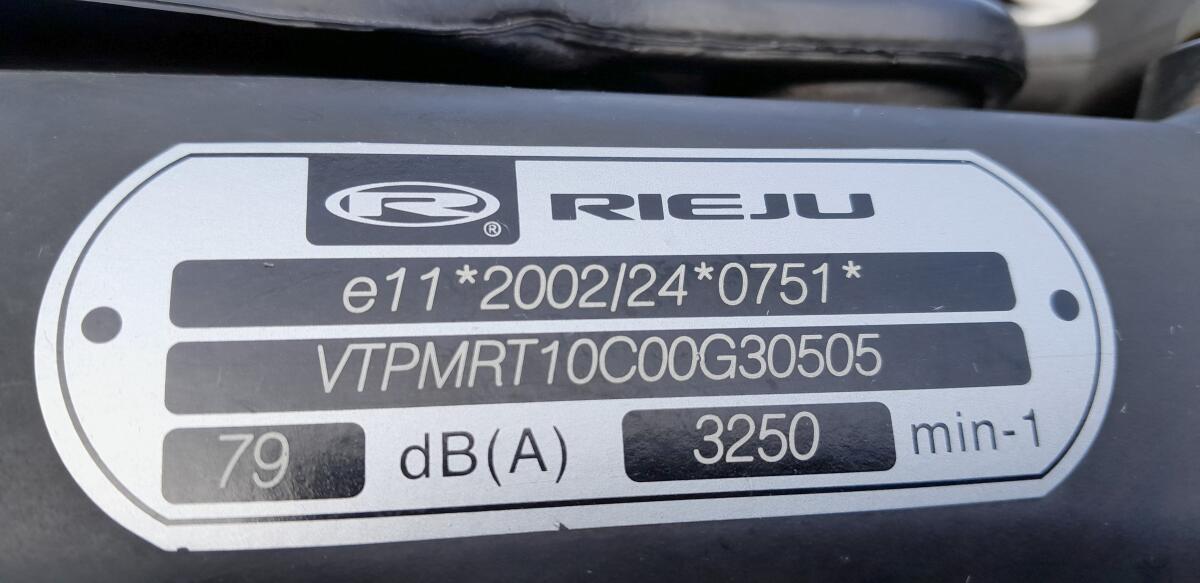 R ® RIEJU
e11*2002/24*0751*
VTPMRT10C00G30505
79 dB(A) 3250 min-1